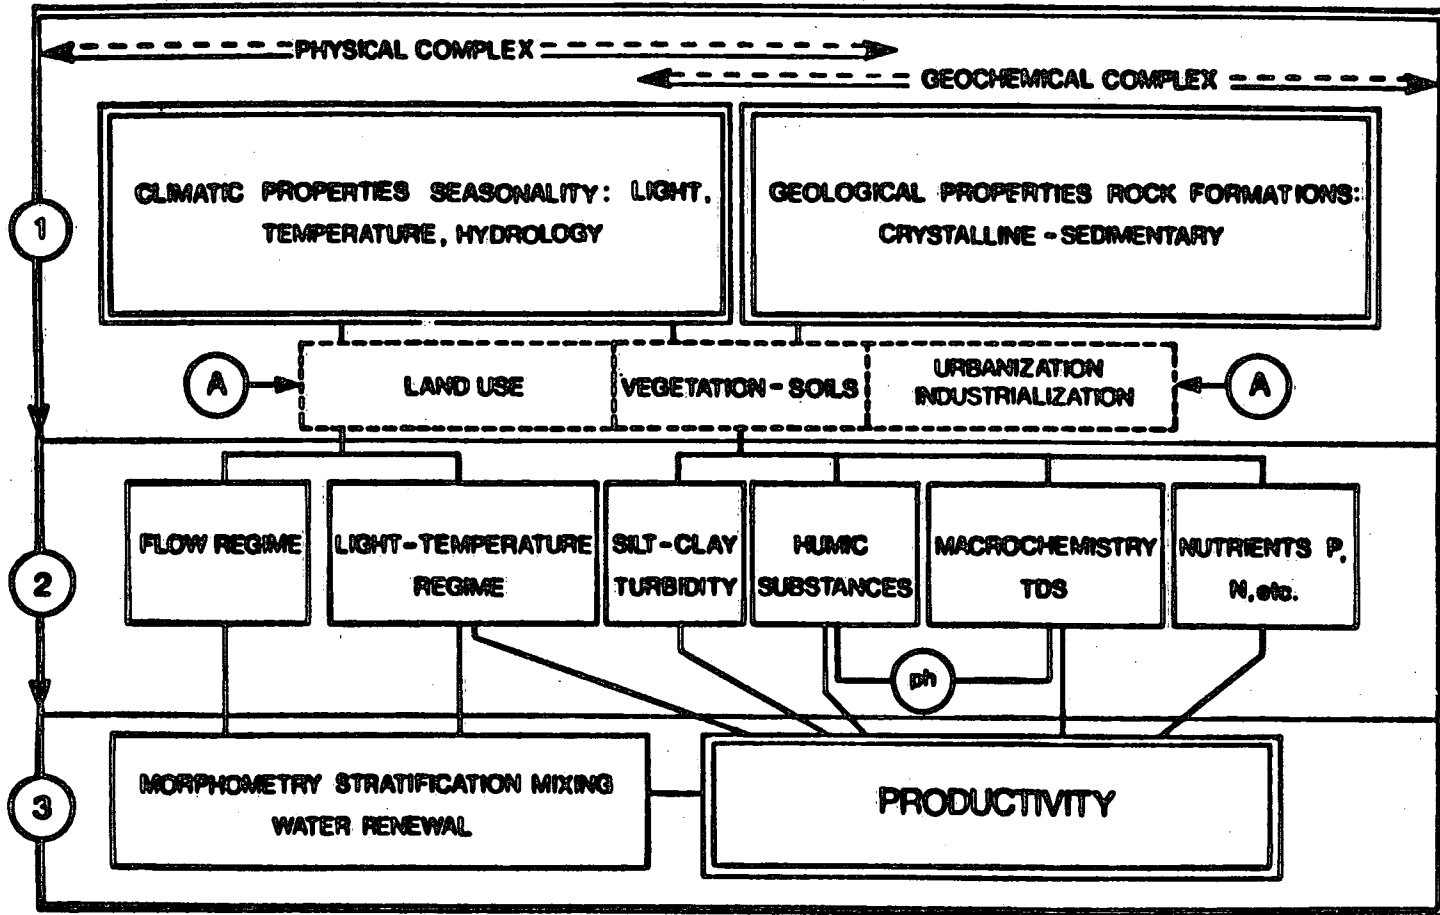 PHYSICAL COMPLEX
GEOCHEMICAL COMPLEX
CLIMATIC PROPERTIES SEASONALITY: LIGHT,
TEMPERATURE, HYDROLOGY
GEOLOGICAL PROPERTIES ROCK FORMATIONS:
CRYSTALLINE - SEDIMENTARY
1
A
LAND USE
VEGETATION - SOILS
URBANIZATION
INDUSTRIALIZATION
A
2
FLOW REGIME
LIGHT - TEMPERATURE
REGIME
SILT - CLAY
TURBIDITY
HUMIC
SUBSTANCES
MACROCHEMISTRY
TDS
NUTRIENTS P,
N, etc.
ph
3
MORPHOMETRY STRATIFICATION MIXING
WATER RENEWAL
PRODUCTIVITY